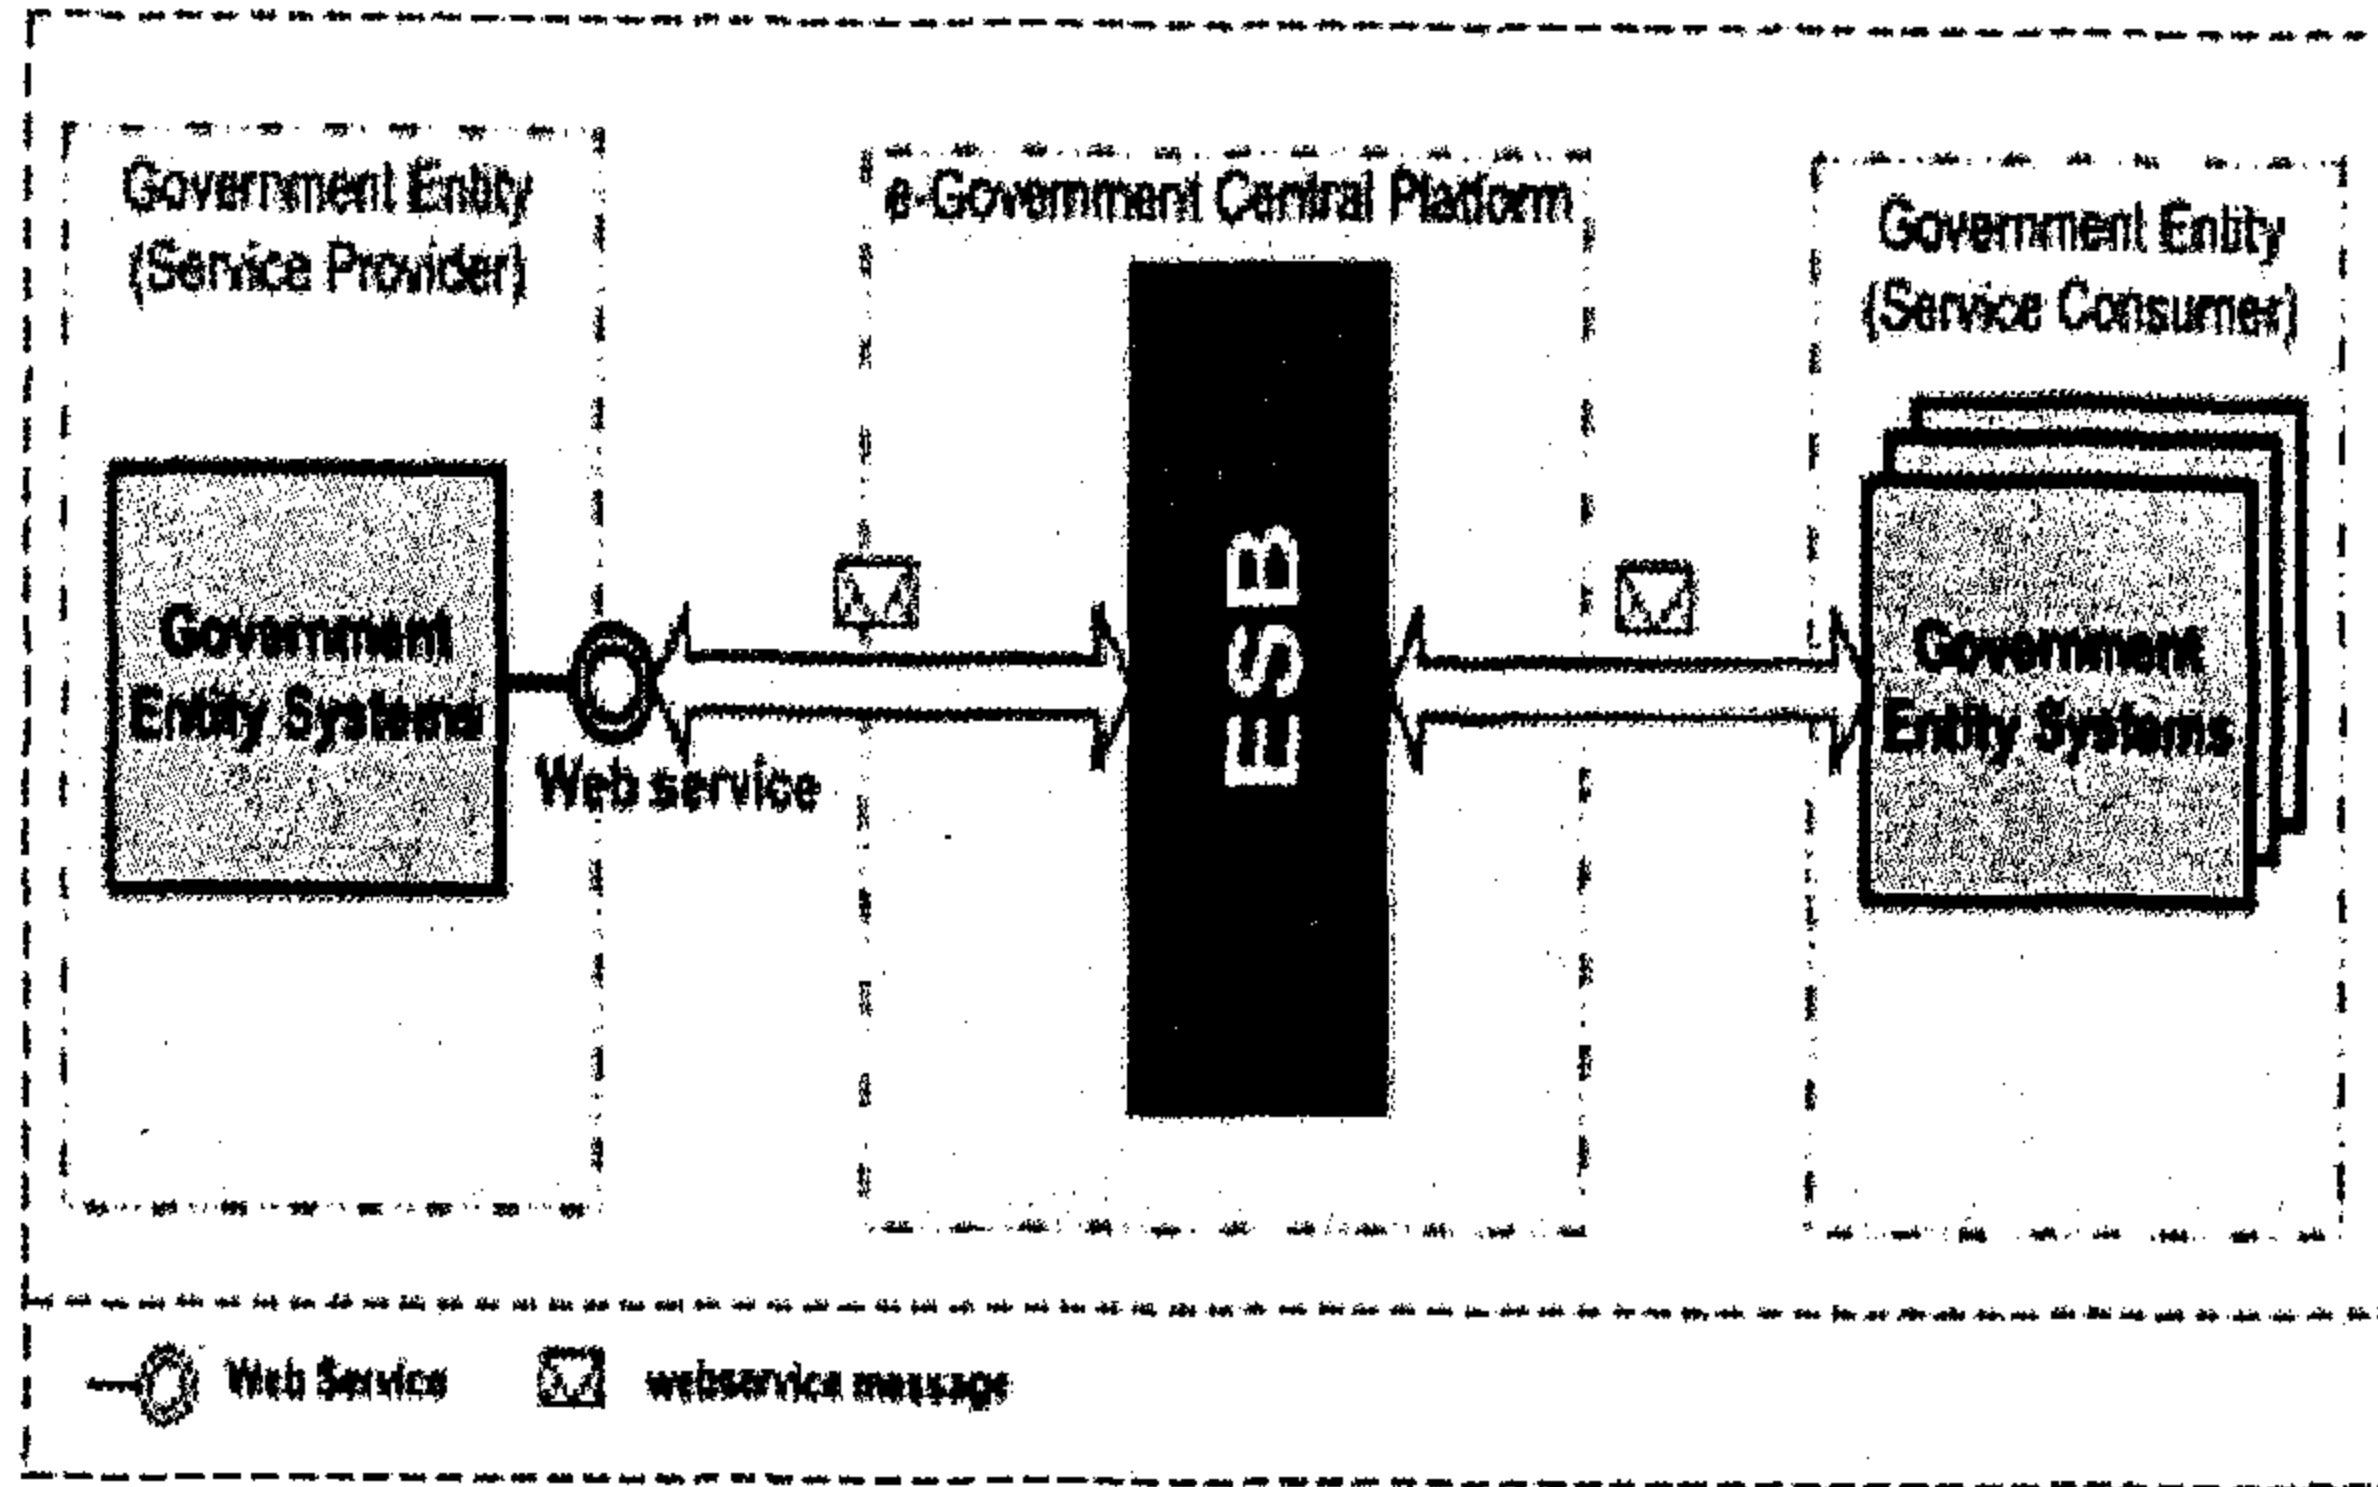 Government Entity
(Service Provider)
e-Government Central Platform
Government Entity
(Service Consumer)
Government
Entity Systems
Web service
ESB
Government
Entity Systems
Web Service
webservice message